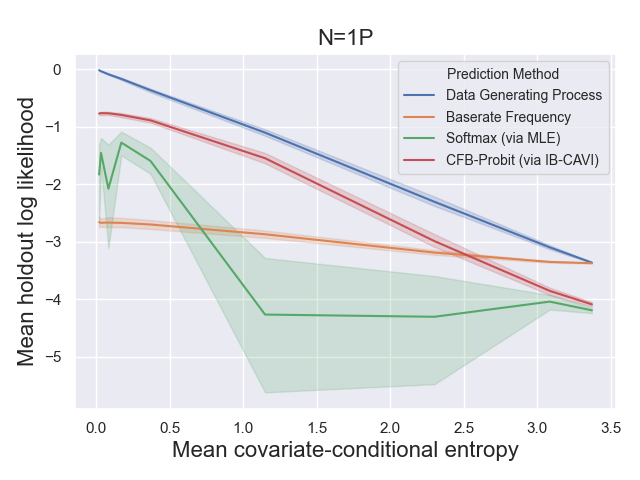 N=1P
Prediction Method
Data Generating Process
Baserate Frequency
Softmax (via MLE)
CFB-Probit (via IB-CAVI)
Mean holdout log likelihood
0
−1
−2
−3
−4
−5
0.0 0.5 1.0 1.5 2.0 2.5 3.0 3.5
Mean covariate-conditional entropy